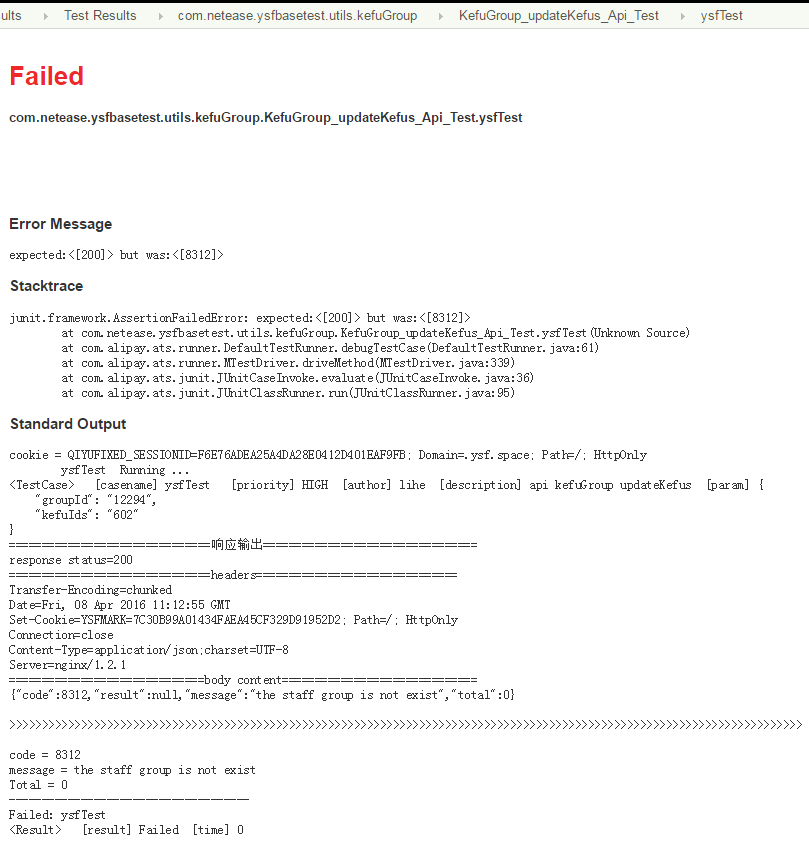 ults Test Results com.netease.ysfbasetest.utils.kefuGroup KefuGroup_updateKefus_Api_Test ysfTest
Failed
com.netease.ysfbasetest.utils.kefuGroup.KefuGroup_updateKefus_Api_Test.ysfTest
Error Message
expected:<[200]> but was:<[8312]>
Stacktrace
junit.framework.AssertionFailedError: expected:<[200]> but was:<[8312]>
at com.netease.ysfbasetest.utils.kefuGroup.KefuGroup_updateKefus_Api_Test.ysfTest(Unknown Source)
at com.alipay.ats.runner.DefaultTestRunner.debugTestCase(DefaultTestRunner.java:61)
at com.alipay.ats.runner.MTestDriver.driveMethod(MTestDriver.java:339)
at com.alipay.ats.junit.JUnitCaseInvoke.evaluate(JUnitCaseInvoke.java:36)
at com.alipay.ats.junit.JUnitClassRunner.run(JUnitClassRunner.java:95)
Standard Output
cookie = QIYUFIXED_SESSIONID=F6E76ADEA25A4DA28E0412D401EAF9FB; Domain=.ysf.space; Path=/; HttpOnly
ysfTest  Running ...
<TestCase>   [casename] ysfTest   [priority] HIGH  [author] lihe  [description] api kefuGroup updateKefus  [param] {
"groupId": "12294",
"kefuIds": "602"
}
===============================响应输出=================================
response status=200
===============================headers===============================
Transfer-Encoding=chunked
Date=Fri, 08 Apr 2016 11:12:55 GMT
Set-Cookie=YSFMARK=7C30B99A01434FAEA45CF329D91952D2; Path=/; HttpOnly
Connection=close
Content-Type=application/json;charset=UTF-8
Server=nginx/1.2.1
==============================body content==============================
{"code":8312,"result":null,"message":"the staff group is not exist","total":0}
>>>>>>>>>>>>>>>>>>>>>>>>>>>>>>>>>>>>>>>>>>>>>>>>>>>>>>>>>>>>>>>>>>>>>>>>>>>>>>>>>>>>>>>>>>>>>>>>>>>>>>>>>>>>>>>>>>>>>>>>>>
code = 8312
message = the staff group is not exist
Total = 0
-------------------------------------
Failed: ysfTest
<Result>   [result] Failed  [time] 0